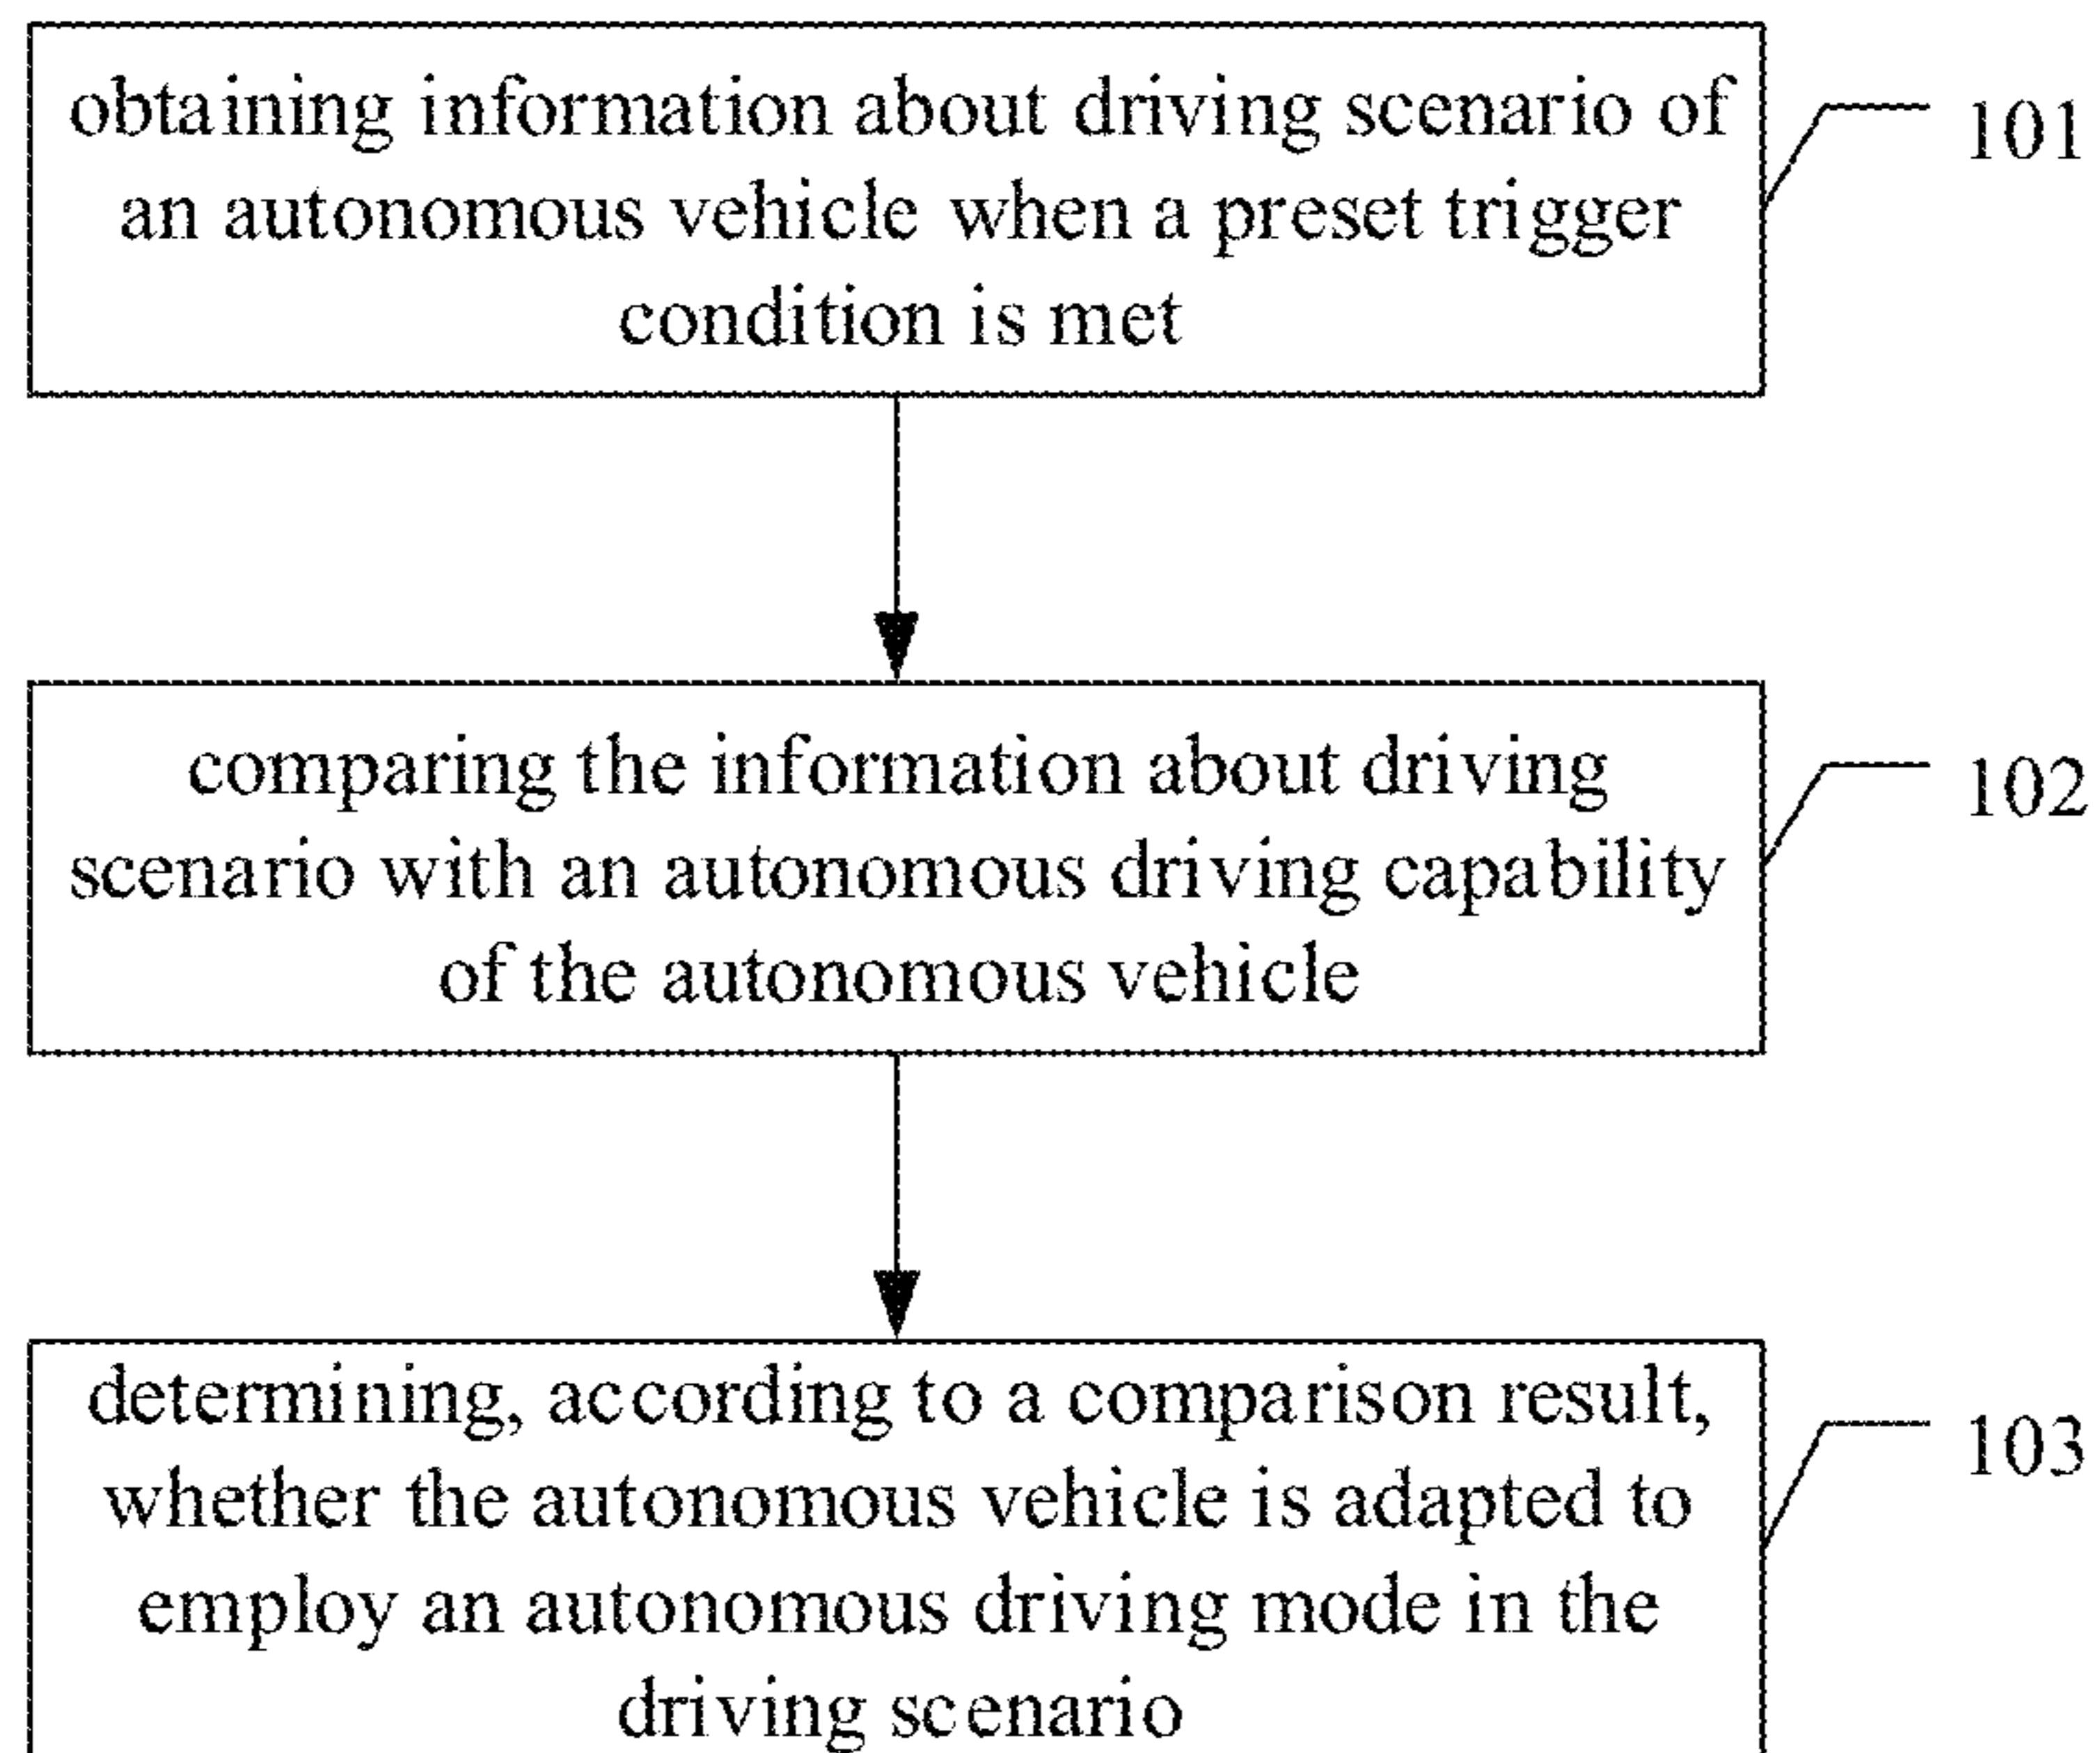 obtaining information about driving scenario of
an autonomous vehicle when a preset trigger
condition is met
101
comparing the information about driving
scenario with an autonomous driving capability
of the autonomous vehicle
102
determining, according to a comparison result,
whether the autonomous vehicle is adapted to
employ an autonomous driving mode in the
driving scenario
103